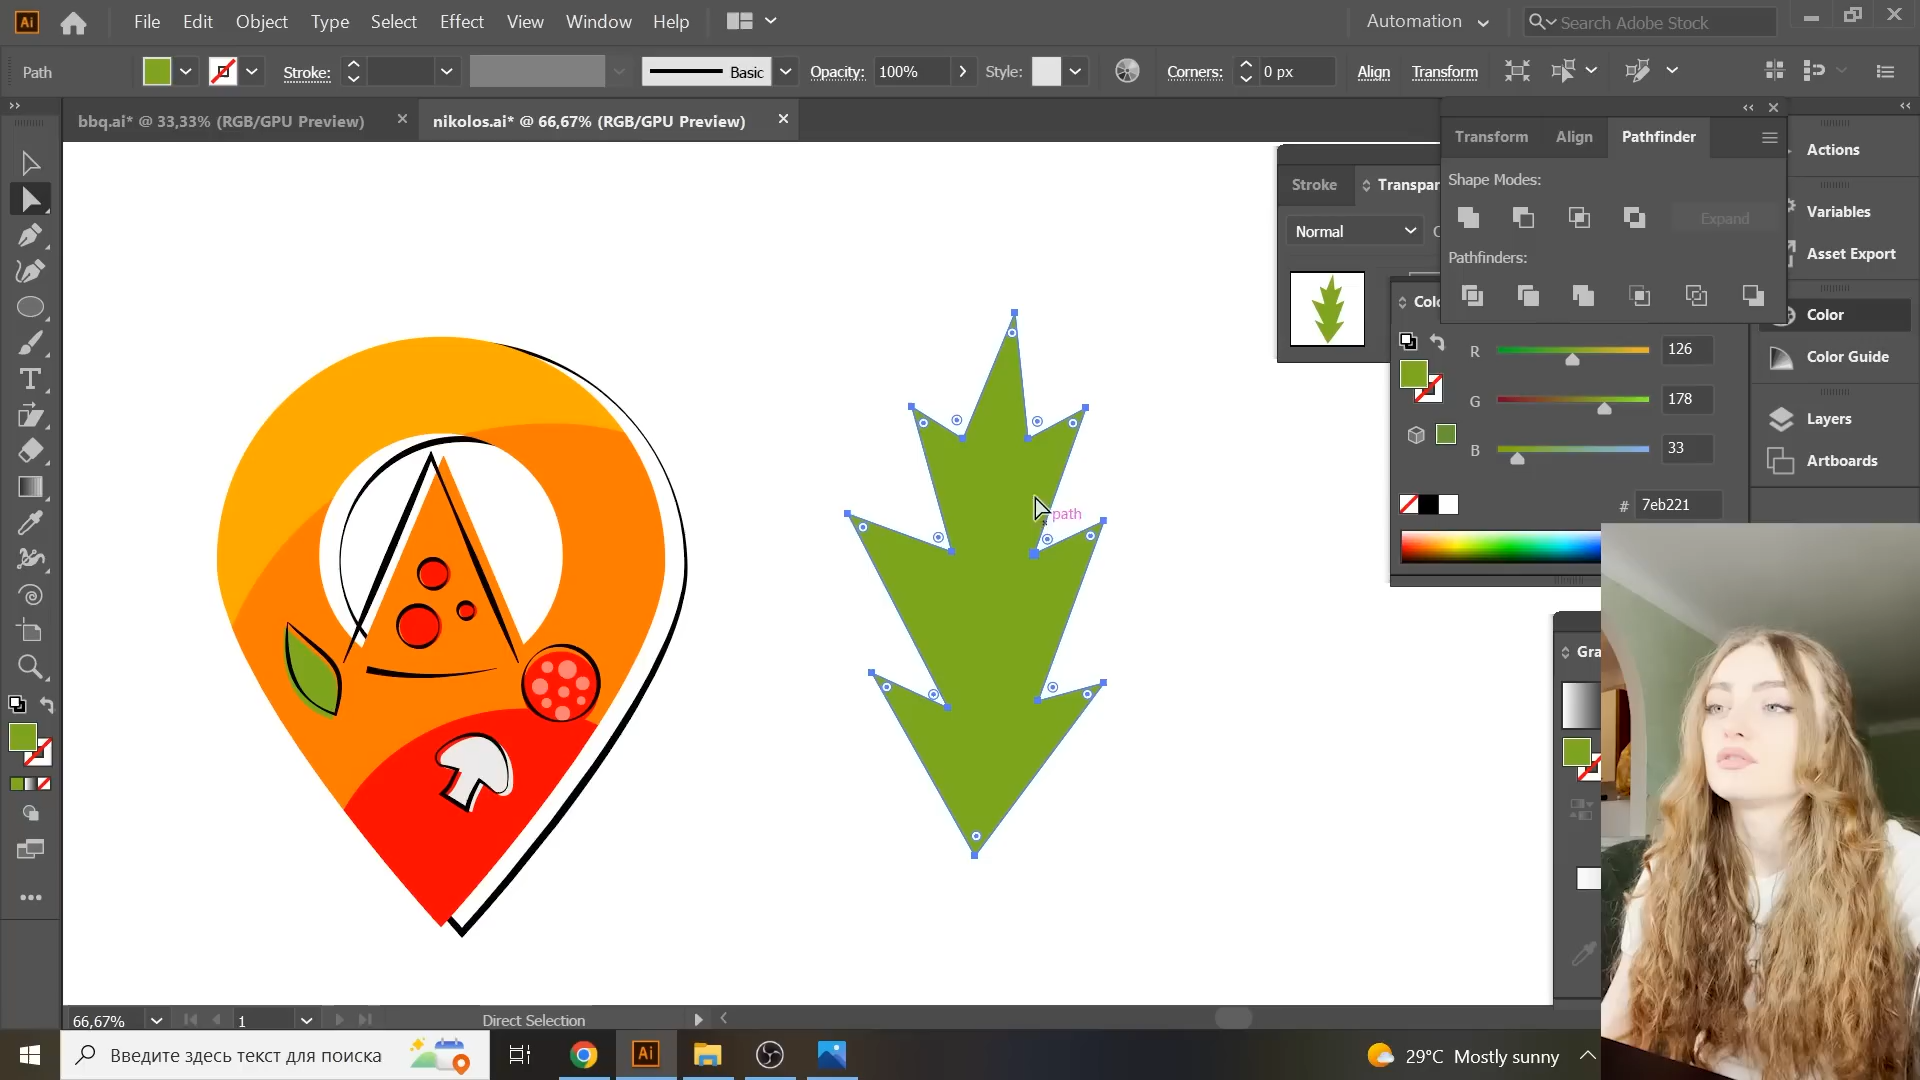 Ai File Edit Object Type Select Effect View Window Help Automation Search Adobe Stock
Path Stroke: Basic Opacity: 100% Style: Corners: 0 px Align Transform
bbq.ai* @ 33,33% (RGB/GPU Preview)
nikolos.ai* @ 66,67% (RGB/GPU Preview)
Transform Align Pathfinder
Shape Modes:
Expand
Pathfinders:
Stroke Transpar
Normal
Colo
R 126
G 178
B 33
# 7eb221
Actions
Variables
Asset Export
Color
Color Guide
Layers
Artboards
path
Gra
66,67% 1 Direct Selection
Введите здесь текст для поиска
Ai
29°C Mostly sunny